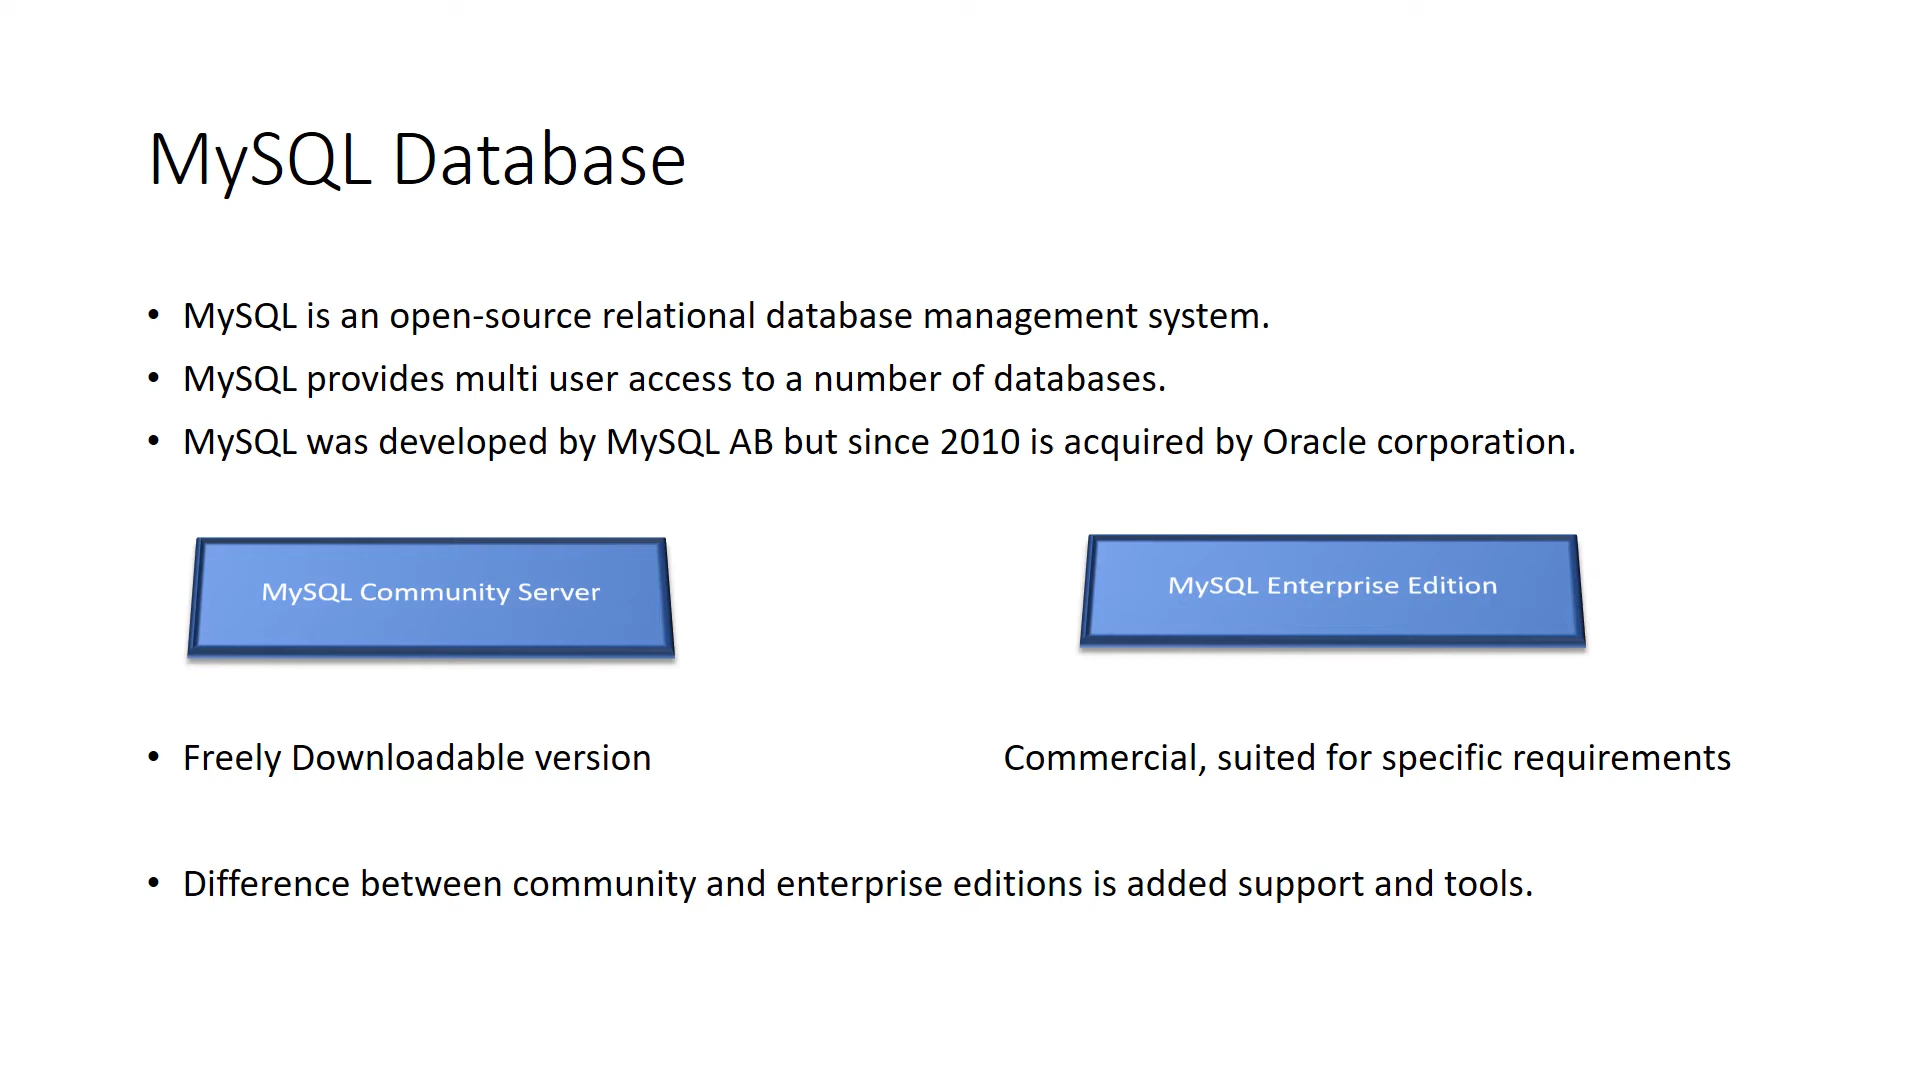 MySQL Database
• MySQL is an open-source relational database management system.
• MySQL provides multi user access to a number of databases.
• MySQL was developed by MySQL AB but since 2010 is acquired by Oracle corporation.
MySQL Community Server
MySQL Enterprise Edition
• Freely Downloadable version
Commercial, suited for specific requirements
• Difference between community and enterprise editions is added support and tools.